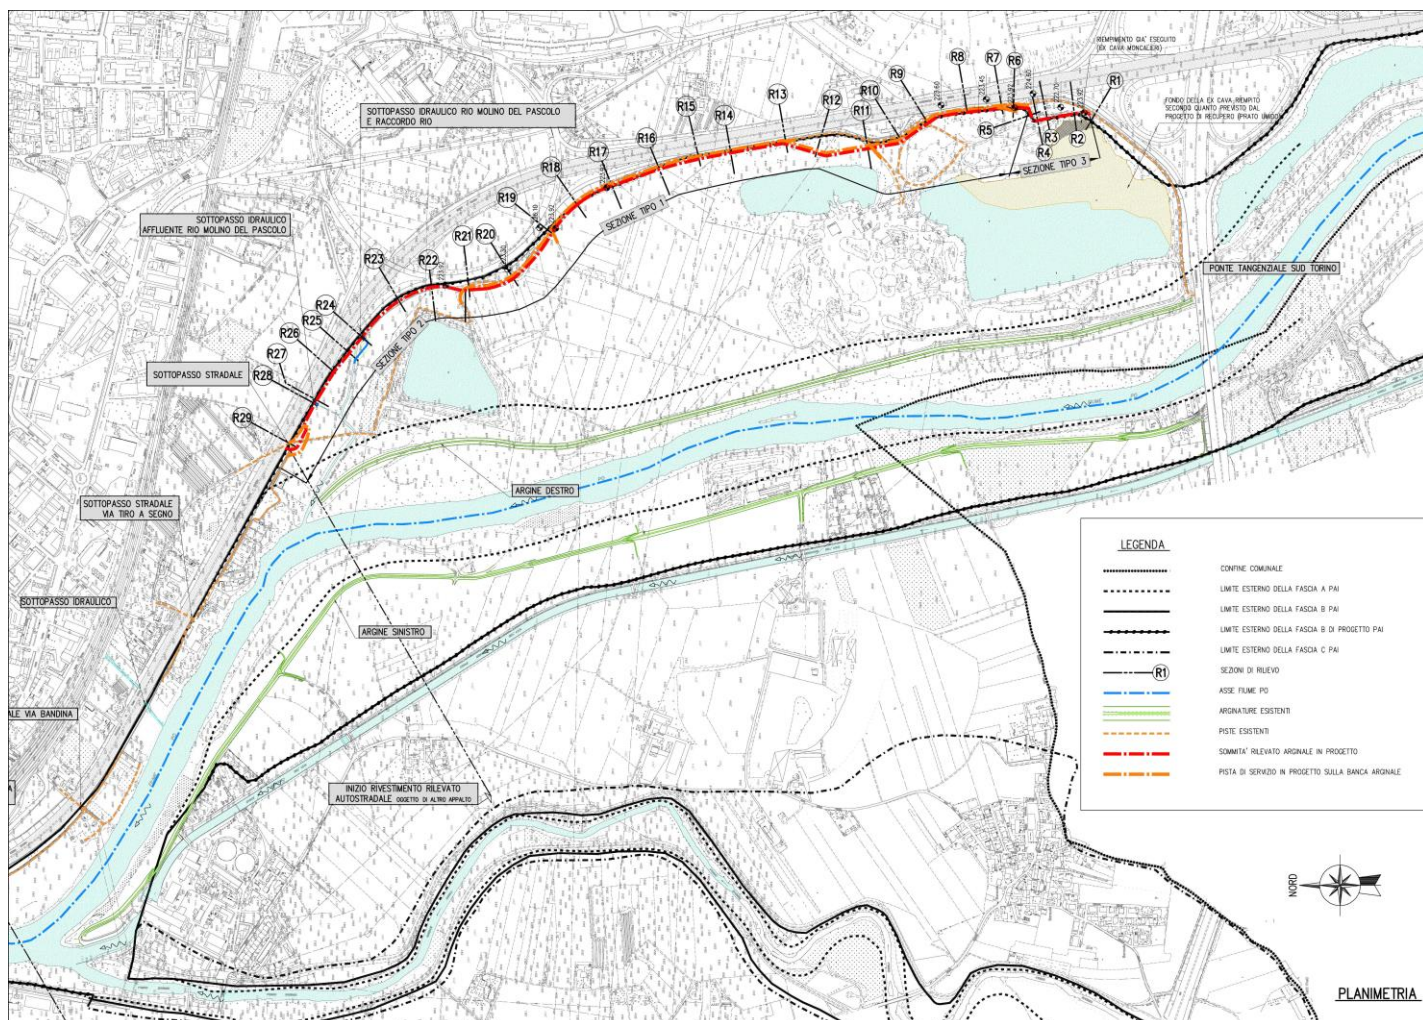 RIEMPIMENTO GIA' ESEGUITO
(EX CAVA MONCALIERI)
FONDO DELLA EX CAVA RIEMPITO
SECONDO QUANTO PREVISTO DAL
PROGETTO DI RECUPERO (PRATO UMIDO)
SOTTOPASSO IDRAULICO RIO MOLINO DEL PASCOLO
E RACCORDO RIO
R1
R2
R3
R4
R5
R6
R7
R8
R9
R10
R11
R12
R13
R14
R15
R16
R17
R18
R19
R20
R21
R22
R23
R24
R25
R26
R27
R28
R29
SEZIONE TIPO 3
SEZIONE TIPO 1
SEZIONE TIPO 2
SOTTOPASSO IDRAULICO
AFFLUENTE RIO MOLINO DEL PASCOLO
PONTE TANGENZIALE SUD TORINO
SOTTOPASSO STRADALE
SOTTOPASSO STRADALE
VIA TIRO A SEGNO
ARGINE DESTRO
SOTTOPASSO IDRAULICO
ARGINE SINISTRO
ALE VIA BANDINA
INIZIO RIVESTIMENTO RILEVATO
AUTOSTRADALE OGGETTO DI ALTRO APPALTO
LEGENDA
CONFINE COMUNALE
LIMITE ESTERNO DELLA FASCIA A PAI
LIMITE ESTERNO DELLA FASCIA B PAI
LIMITE ESTERNO DELLA FASCIA B DI PROGETTO PAI
LIMITE ESTERNO DELLA FASCIA C PAI
R1 SEZIONI DI RILIEVO
ASSE FIUME PO
ARGINATURE ESISTENTI
PISTE ESISTENTI
SOMMITA' RILEVATO ARGINALE IN PROGETTO
PISTA DI SERVIZIO IN PROGETTO SULLA BANCA ARGINALE
NORD
PLANIMETRIA